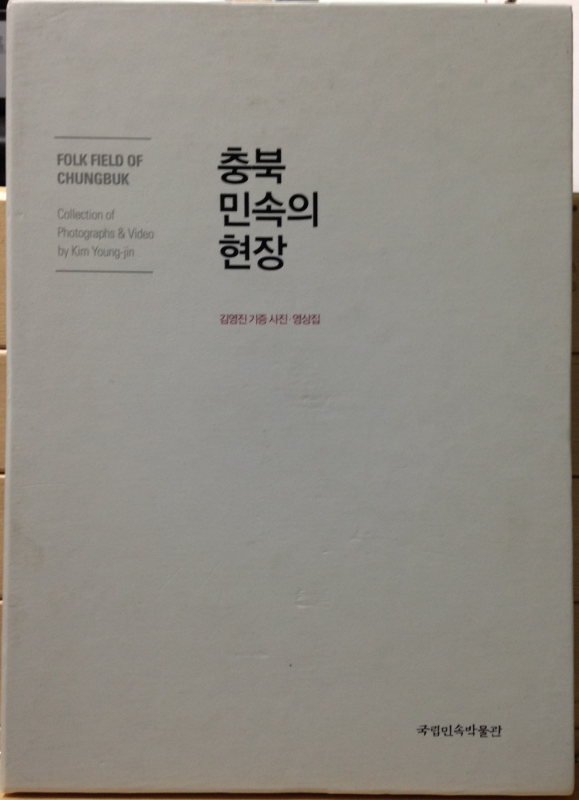 FOLK FIELD OF
CHUNGBUK
Collection of
Photographs & Video
by Kim Young-jin
충북
민속의
현장
김영진 기증 사진·영상집
국립민속박물관